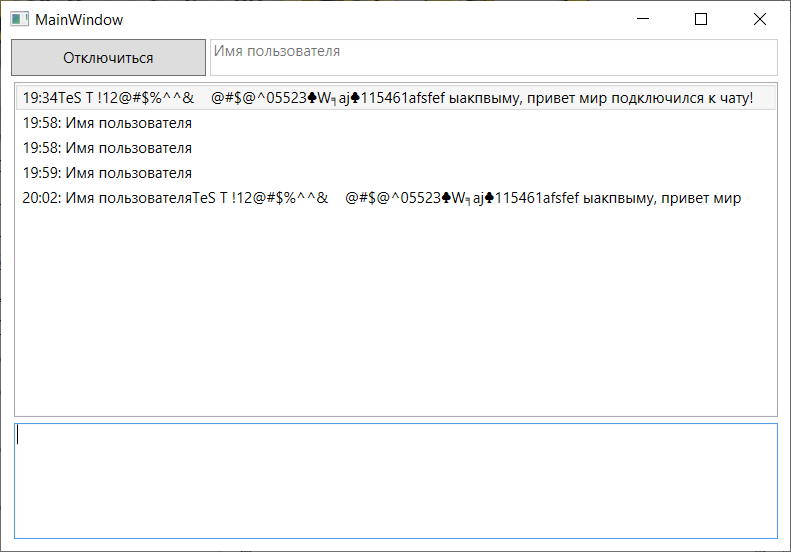 MainWindow
Отключиться
Имя пользователя
19:34TeS T !12@#$%^^&     @#$@^05523♣W╕aj♣115461afsfef ыакпвыму, привет мир подключился к чату!
19:58: Имя пользователя
19:58: Имя пользователя
19:59: Имя пользователя
20:02: Имя пользователяTeS T !12@#$%^^&     @#$@^05523♣W╕aj♣115461afsfef ыакпвыму, привет мир